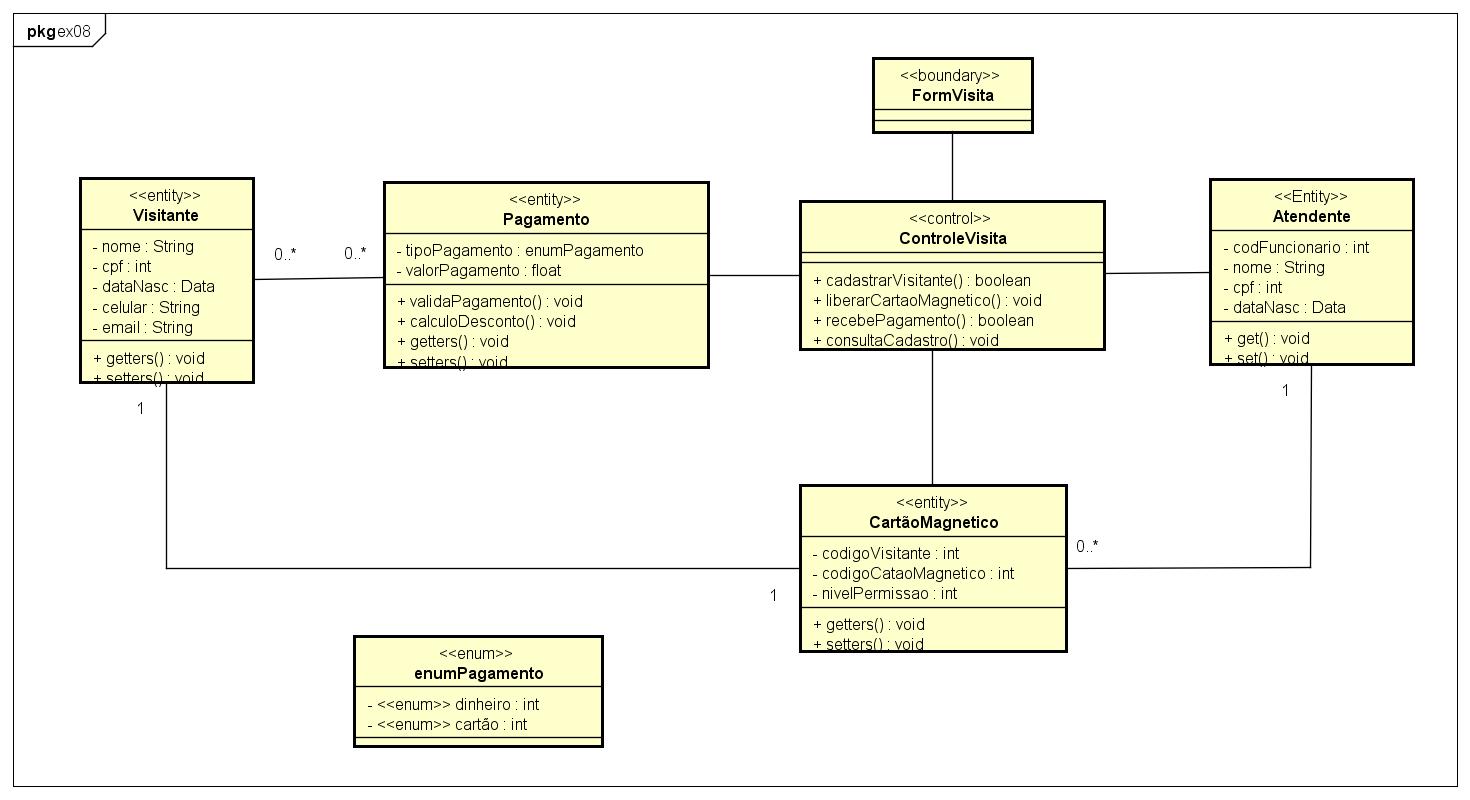 pkg ex08
<<boundary>>
FormVisita
<<entity>>
Visitante
- nome : String
- cpf : int
- dataNasc : Data
- celular : String
- email : String
+ getters() : void
+ setters() : void
0..*
0..*
<<entity>>
Pagamento
- tipoPagamento : enumPagamento
- valorPagamento : float
+ validaPagamento() : void
+ calculoDesconto() : void
+ getters() : void
+ setters() : void
<<control>>
ControleVisita
+ cadastrarVisitante() : boolean
+ liberarCartaoMagnetico() : void
+ recebePagamento() : boolean
+ consultaCadastro() : void
<<Entity>>
Atendente
- codFuncionario : int
- nome : String
- cpf : int
- dataNasc : Data
+ get() : void
+ set() : void
1
1
<<entity>>
CartãoMagnetico
- codigoVisitante : int
- codigoCataoMagnetico : int
- nivelPermissao : int
+ getters() : void
+ setters() : void
0..*
1
<<enum>>
enumPagamento
- <<enum>> dinheiro : int
- <<enum>> cartão : int